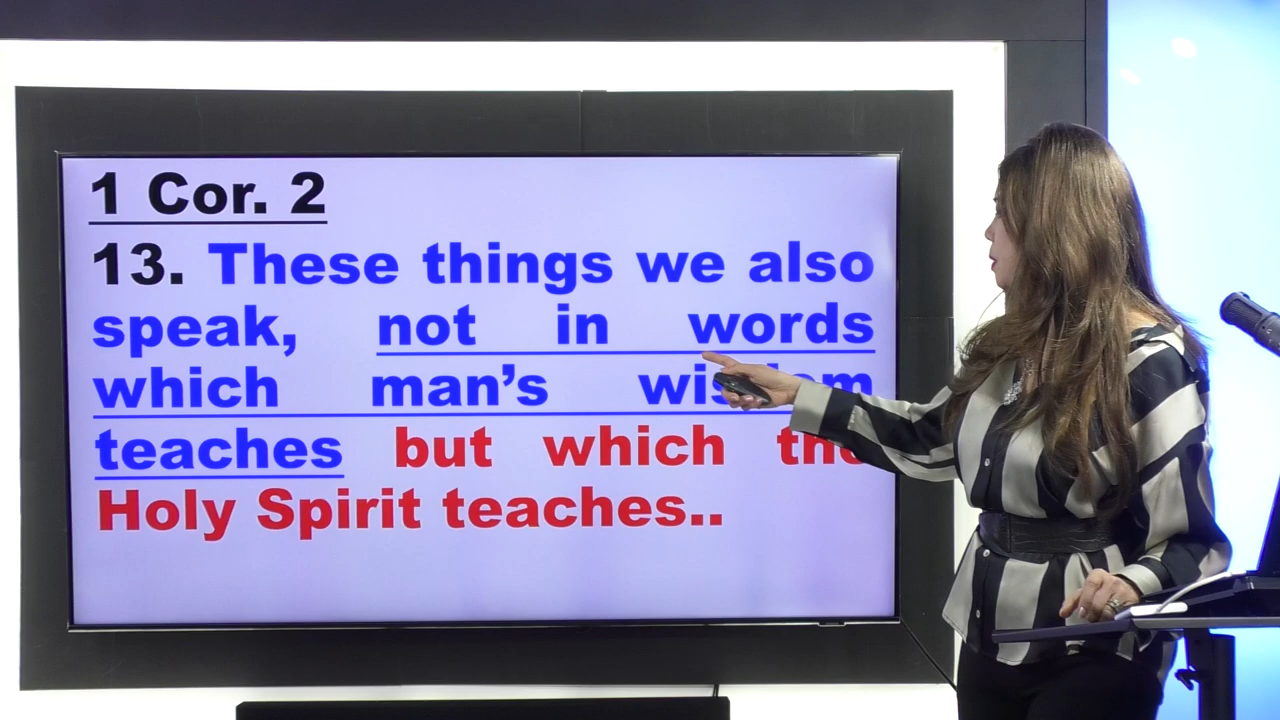 1 Cor. 2
13. These things we also
speak, not in words
which man's wisdom
teaches but which the
Holy Spirit teaches..